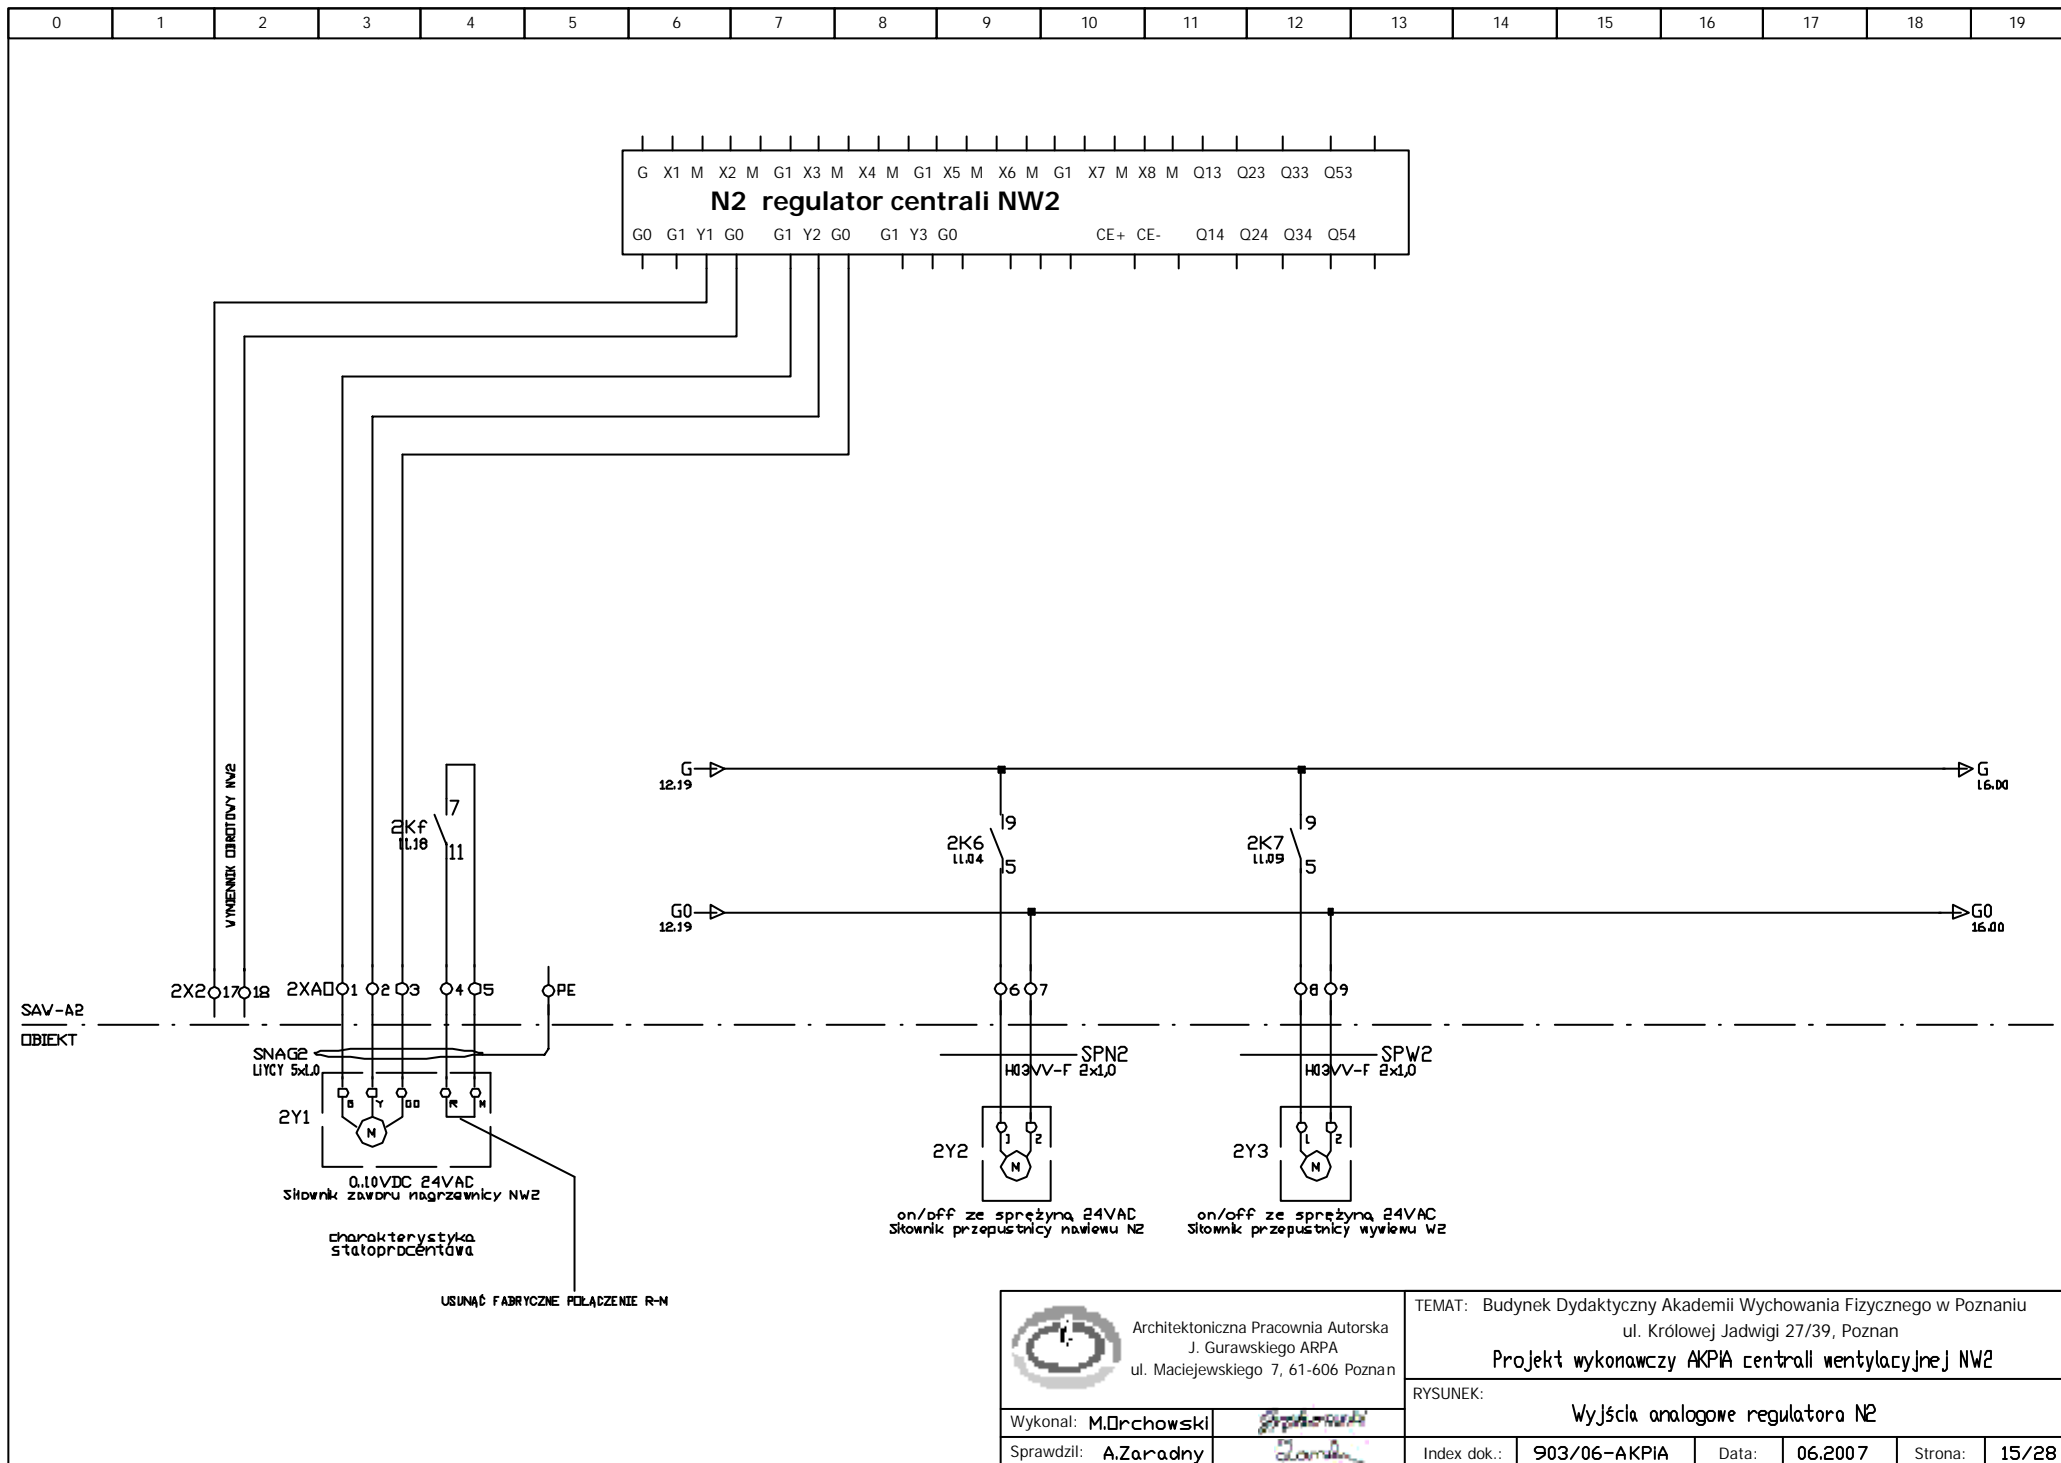 0 1 2 3 4 5 6 7 8 9 10 11 12 13 14 15 16 17 18 19
G X1 M X2 M G1 X3 M X4 M G1 X5 M X6 M G1 X7 M X8 M Q13 Q23 Q33 Q53
N2 regulator centrali NW2
G0 G1 Y1 G0 G1 Y2 G0 G1 Y3 G0 CE+ CE- Q14 Q24 Q34 Q54
WYMIENNIK OBROTOWY NW2
G
12.19
G
16.00
7
2Kf
11.18
11
19
2K6
11.04
5
9
2K7
11.09
5
G0
12.19
G0
16.00
2X2 17 18 2XAO 1 2 3 4 5 PE 6 7 8 9
SAV-A2
OBIEKT
SNAG2
LiYCY 5x1.0
SPN2
H03VV-F 2x1,0
SPW2
H03VV-F 2x1,0
G Y G0 R M
2Y1
M
1 2
2Y2
M
1 2
2Y3
M
0..10VDC 24VAC
Siłownik zaworu nagrzewnicy NW2
charakterystyka
stałoprocentowa
USUNĄĆ FABRYCZNE POŁĄCZENIE R-M
on/off ze sprężyną 24VAC
Siłownik przepustnicy nawiewu N2
on/off ze sprężyną 24VAC
Siłownik przepustnicy wywiewu W2
Architektoniczna Pracownia Autorska
J. Gurawskiego ARPA
ul. Maciejewskiego 7, 61-606 Poznan
TEMAT: Budynek Dydaktyczny Akademii Wychowania Fizycznego w Poznaniu
ul. Królowej Jadwigi 27/39, Poznan
Projekt wykonawczy AKPiA centrali wentylacyjnej NW2
RYSUNEK:
Wyjścia analogowe regulatora N2
Wykonal: M.Orchowski
Sprawdzil: A.Zaradny
Index dok.: 903/06-AKPiA Data: 06.2007 Strona: 15/28